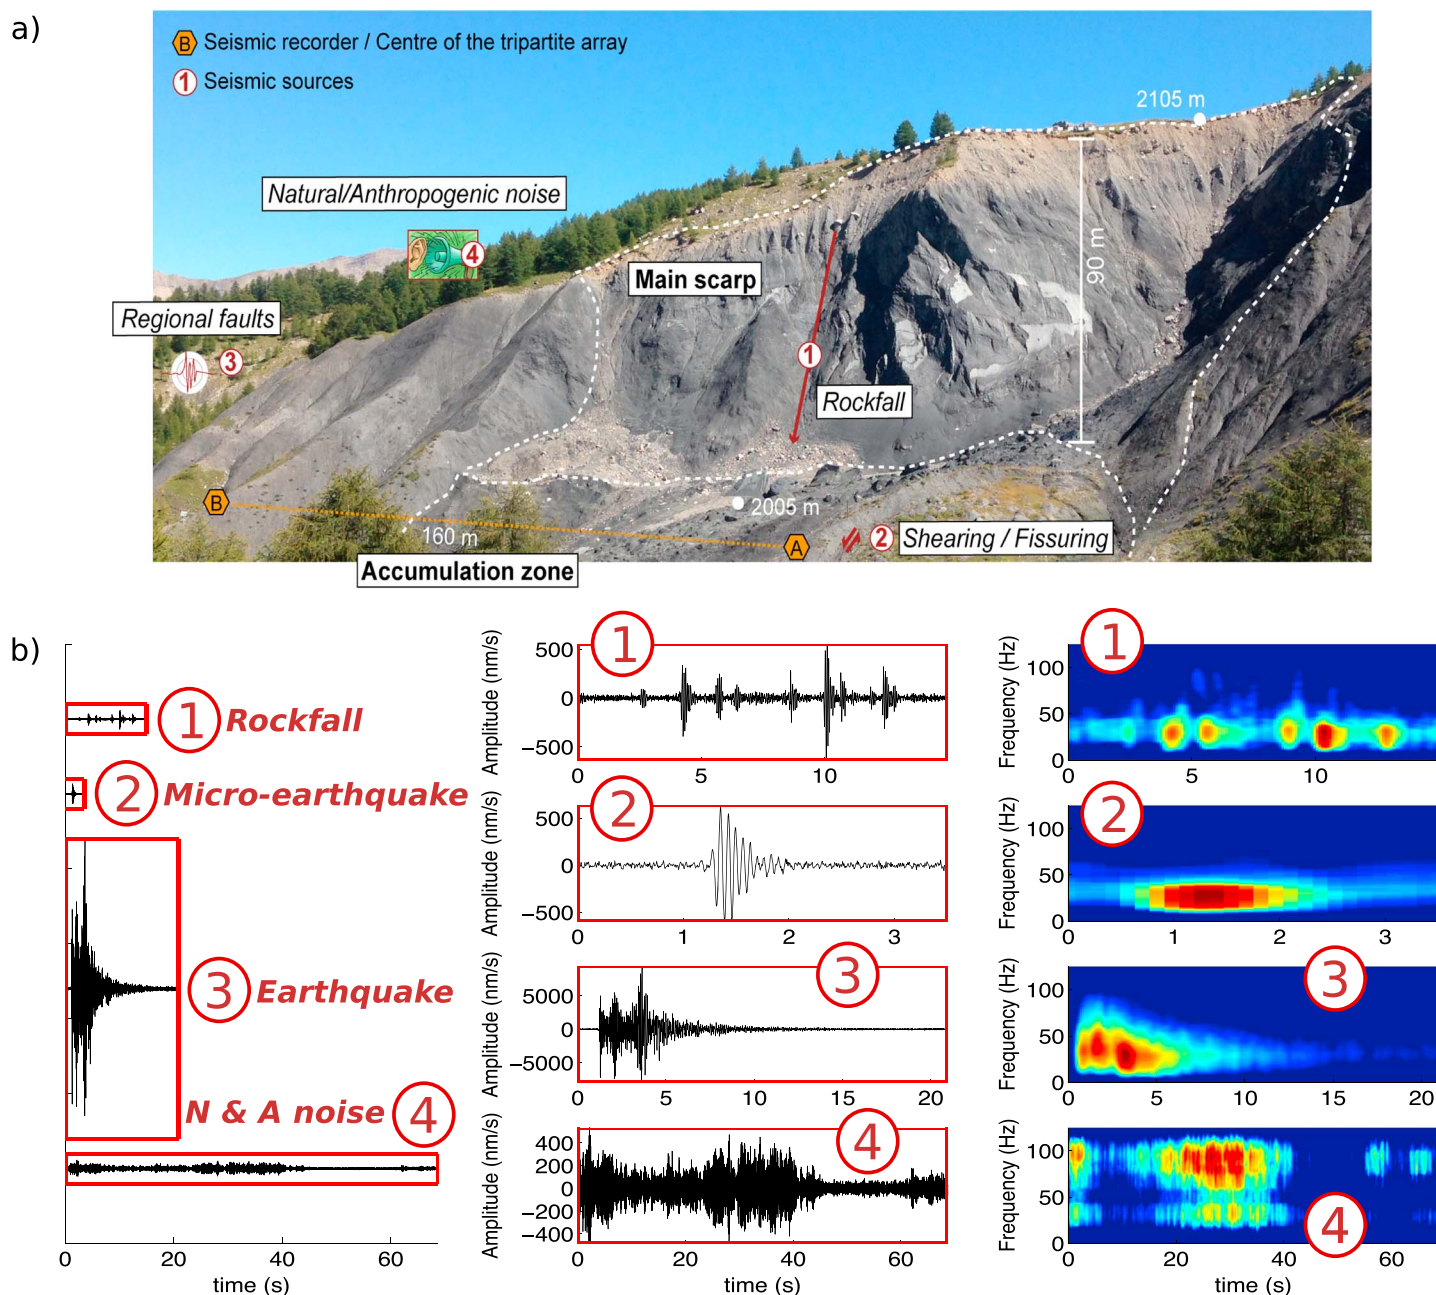 a)
B Seismic recorder / Centre of the tripartite array
1 Seismic sources
2105 m
Natural/Anthropogenic noise
4
Main scarp
90 m
Regional faults
3
1
Rockfall
B
2005 m
160 m
A
2 Shearing / Fissuring
Accumulation zone
b)
1 Rockfall
2 Micro-earthquake
3 Earthquake
N & A noise 4
0 20 40 60
time (s)
1
Amplitude (nm/s)
500
0
−500
0 5 10
2
Amplitude (nm/s)
500
0
−500
0 1 2 3
3
Amplitude (nm/s)
5000
0
−5000
0 5 10 15 20
4
Amplitude (nm/s)
400
200
0
−200
−400
0 20 40 60
time (s)
1
Frequency (Hz)
100
50
0
0 5 10
2
Frequency (Hz)
100
50
0
0 1 2 3
3
Frequency (Hz)
100
50
0
0 5 10 15 20
4
Frequency (Hz)
100
50
0
0 20 40 60
time (s)